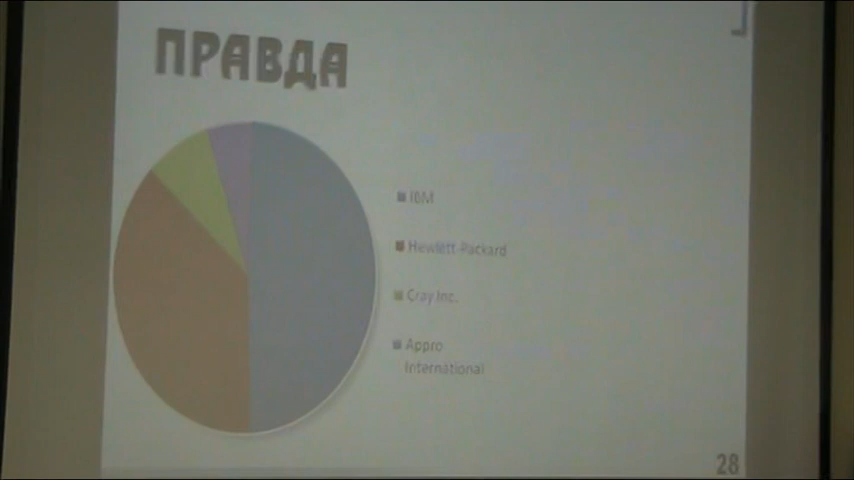 ПРАВДА
IBM
Hewlett-Packard
Cray Inc.
Appro
International
28